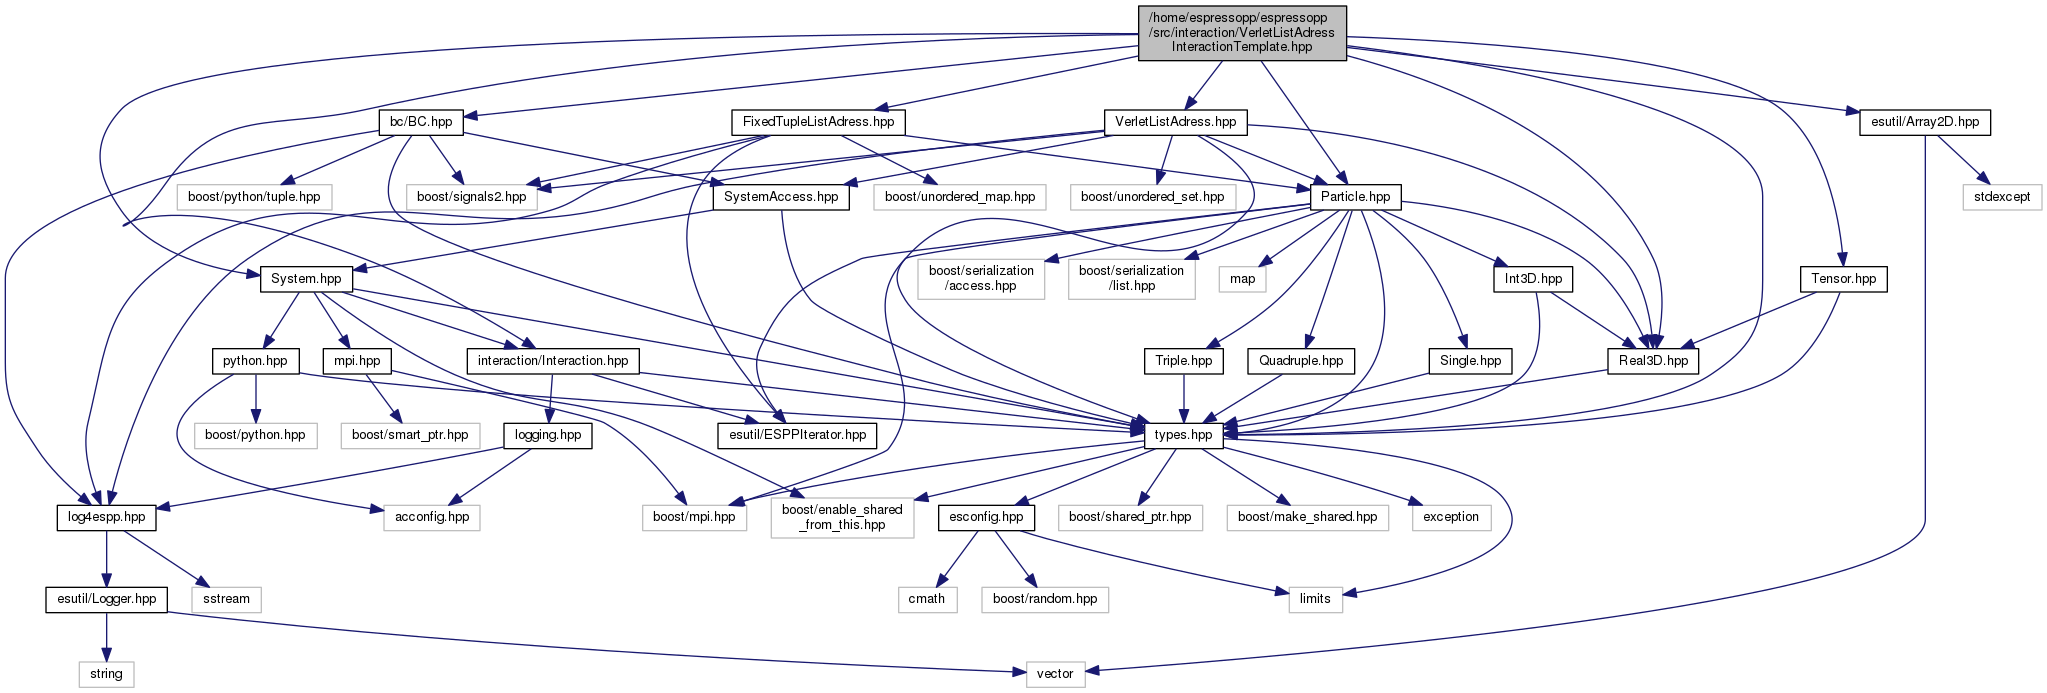 /home/espressopp/espressopp
/src/interaction/VerletListAdress
InteractionTemplate.hpp
bc/BC.hpp
FixedTupleListAdress.hpp
VerletListAdress.hpp
esutil/Array2D.hpp
boost/python/tuple.hpp
boost/signals2.hpp
SystemAccess.hpp
boost/unordered_map.hpp
boost/unordered_set.hpp
Particle.hpp
stdexcept
System.hpp
boost/serialization
/access.hpp
boost/serialization
/list.hpp
map
Int3D.hpp
Tensor.hpp
python.hpp
mpi.hpp
interaction/Interaction.hpp
Triple.hpp
Quadruple.hpp
Single.hpp
Real3D.hpp
boost/python.hpp
boost/smart_ptr.hpp
logging.hpp
esutil/ESPPIterator.hpp
types.hpp
log4espp.hpp
acconfig.hpp
boost/mpi.hpp
boost/enable_shared
_from_this.hpp
esconfig.hpp
boost/shared_ptr.hpp
boost/make_shared.hpp
exception
esutil/Logger.hpp
sstream
cmath
boost/random.hpp
limits
string
vector